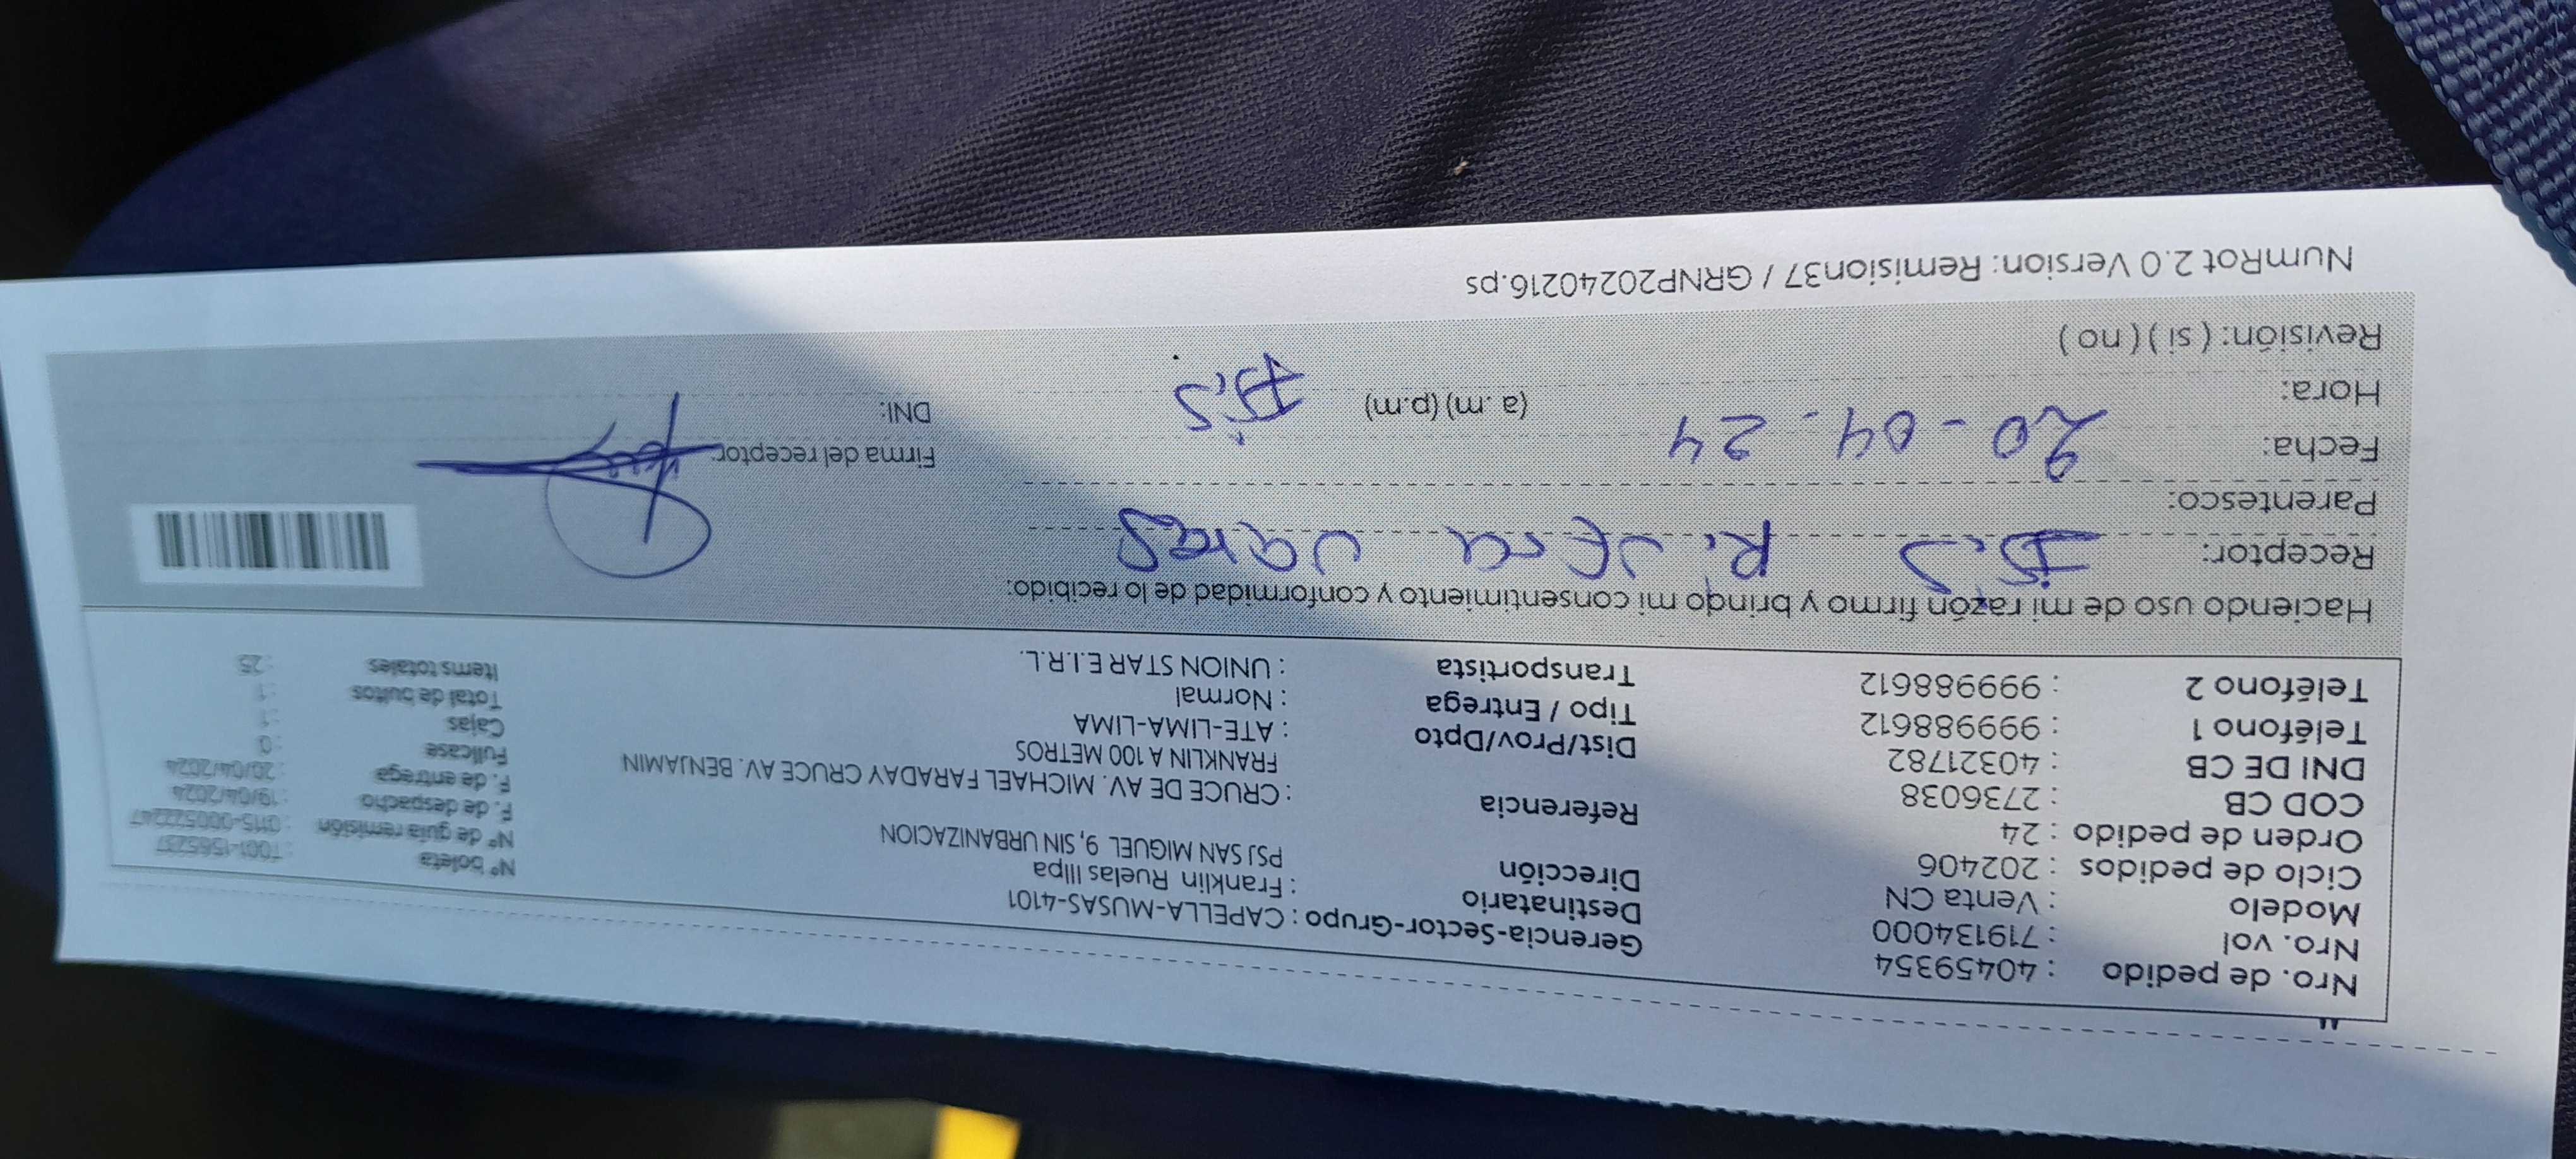 Nro. de pedido : 40459354
Nro. vol : 719134000
Modelo : Venta CN
Ciclo de pedidos : 202406
Orden de pedido : 24
COD CB : 2736038
DNI DE CB : 40321782
Teléfono 1 : 999988612
Teléfono 2 : 999988612
Gerencia-Sector-Grupo : CAPELLA-MUSAS-4101
Destinatario : Franklin Ruelas Illpa
Dirección PSJ SAN MIGUEL 9, SIN URBANIZACION
Referencia : CRUCE DE AV. MICHAEL FARADAY CRUCE AV. BENJAMIN
FRANKLIN A 100 METROS
Dist/Prov/Dpto : ATE-LIMA-LIMA
Tipo / Entrega : Normal
Transportista : UNION STAR E.I.R.L.
N° boleta : T001-1565237
N° de guía remisión : 0115-00052222247
F. de despacho : 19/04/2024
F. de entrega : 20/04/2024
Fullcase : 0
Cajas : 1
Total de bultos : 1
Items totales : 25
Haciendo uso de mi razón firmo y brindo mi consentimiento y conformidad de lo recibido:
Receptor:
Parentesco:
Fecha: 20-04-24
Hora: (a.m) (p.m)
Revisión: ( si ) ( no )
Firma del receptor:
DNI:
NumRot 2.0 Version: Remision37 / GRNP20240216.ps